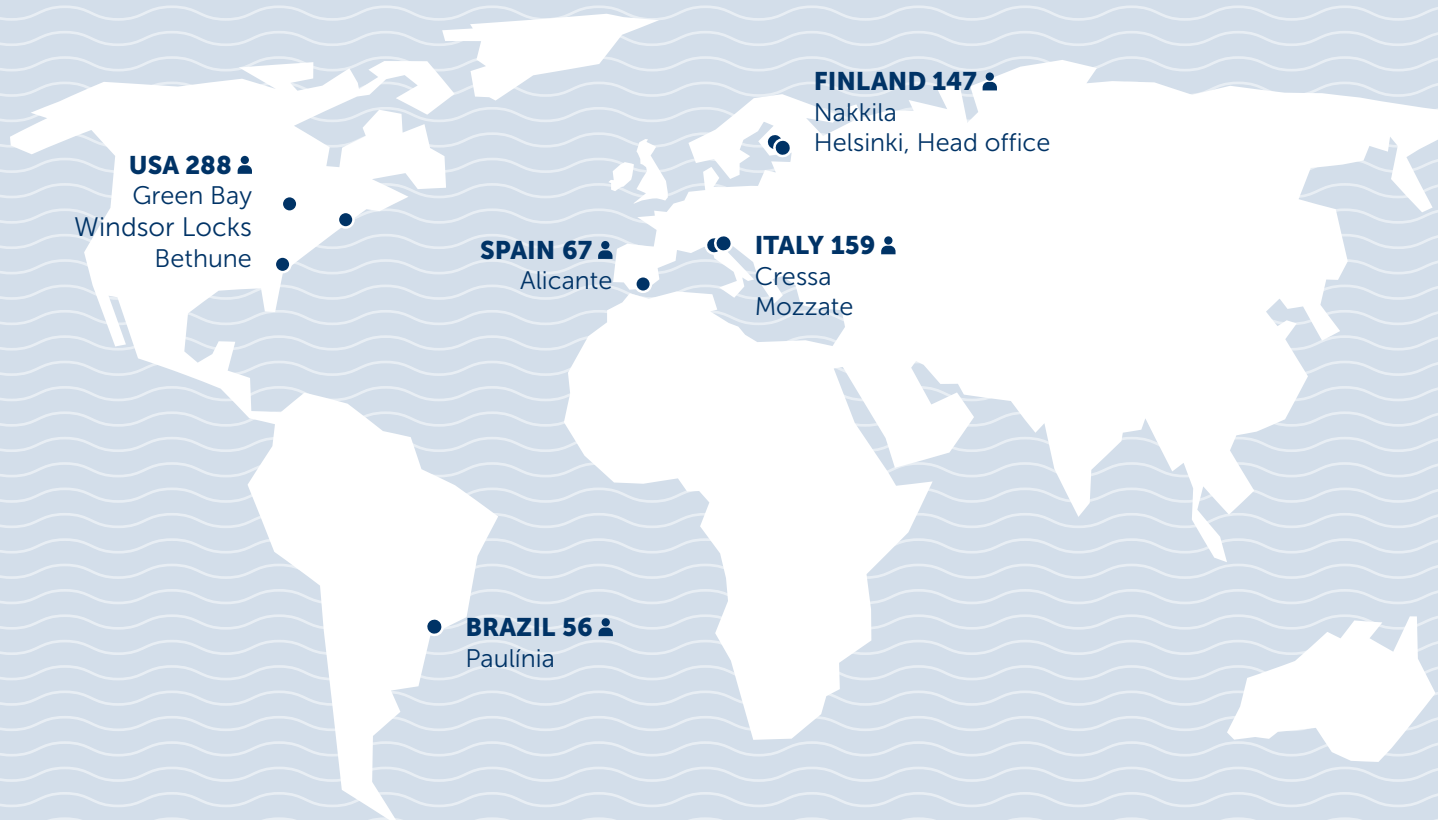 FINLAND 147
Nakkila
Helsinki, Head office
USA 288
Green Bay
Windsor Locks
Bethune
SPAIN 67
Alicante
ITALY 159
Cressa
Mozzate
BRAZIL 56
Paulínia